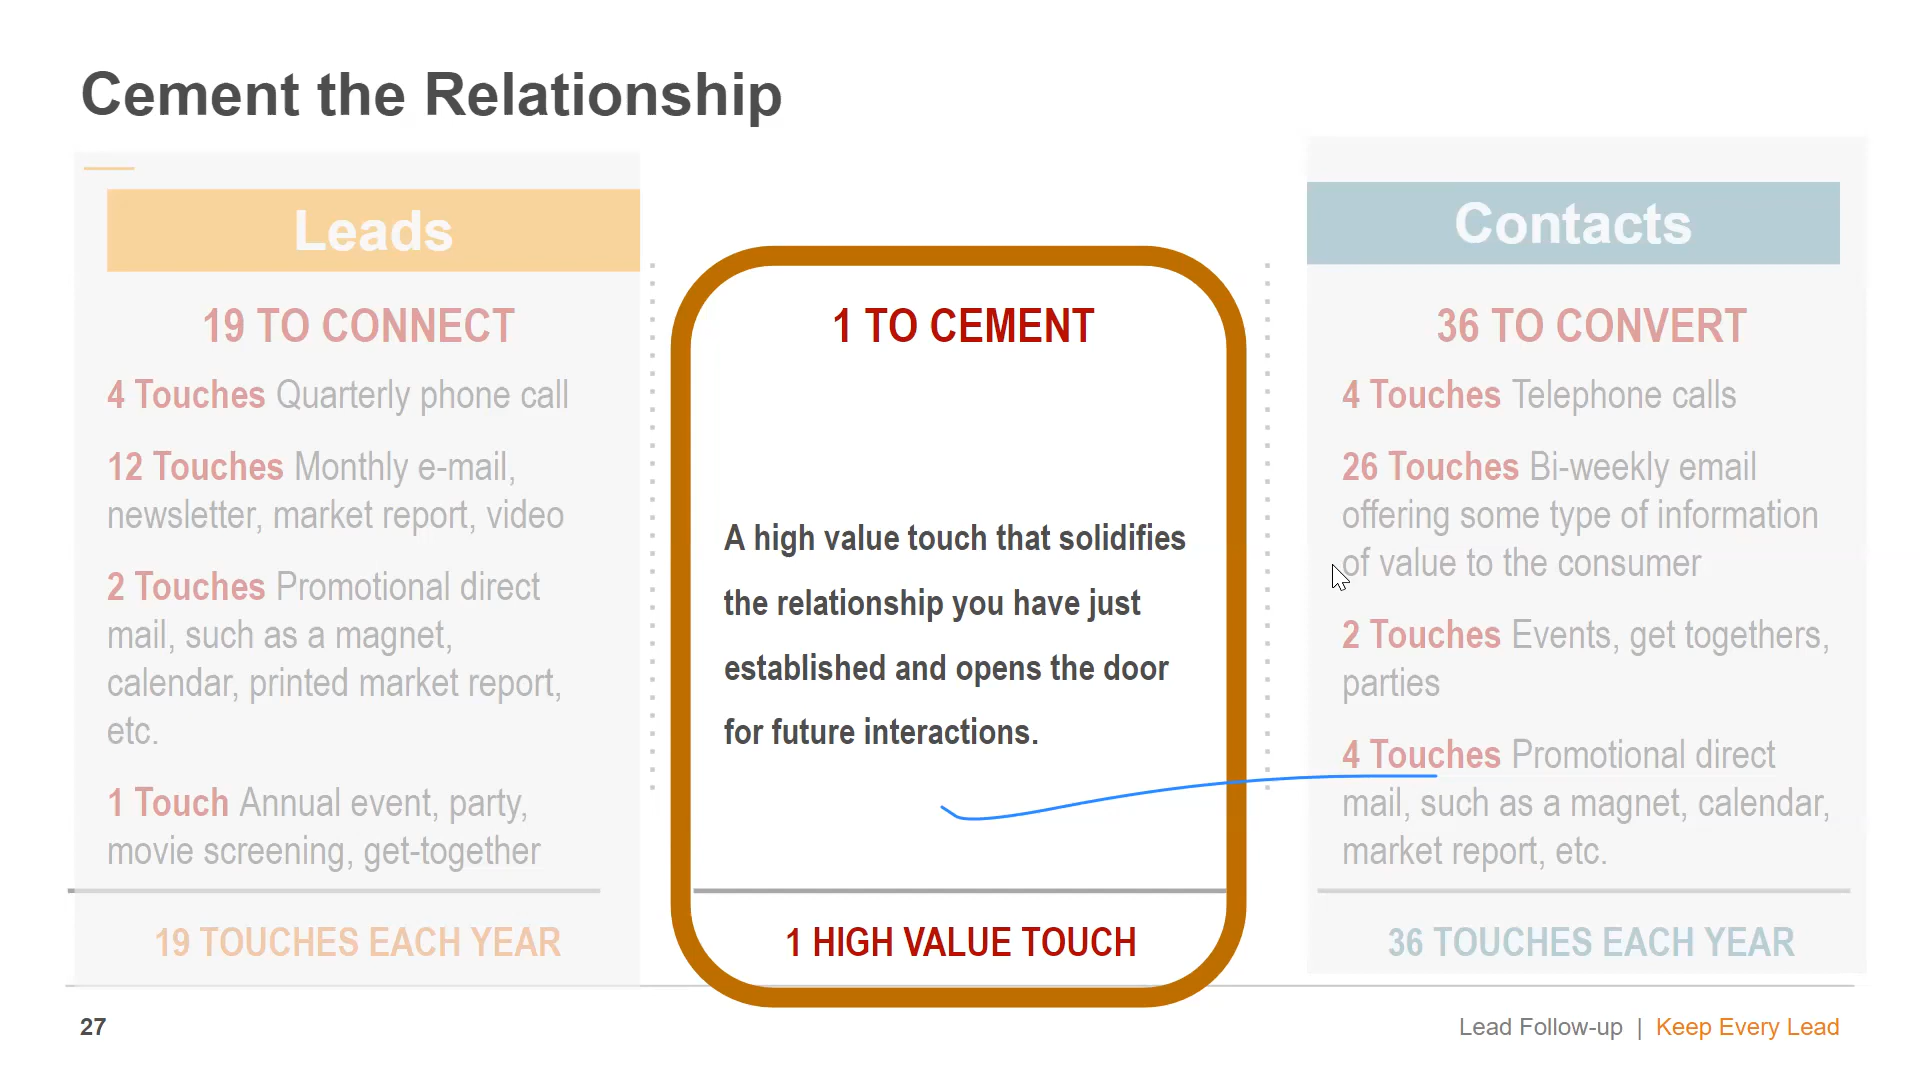 Cement the Relationship
Leads
19 TO CONNECT
4 Touches Quarterly phone call
12 Touches Monthly e-mail,
newsletter, market report, video
2 Touches Promotional direct
mail, such as a magnet,
calendar, printed market report,
etc.
1 Touch Annual event, party,
movie screening, get-together
19 TOUCHES EACH YEAR
1 TO CEMENT
A high value touch that solidifies
the relationship you have just
established and opens the door
for future interactions.
1 HIGH VALUE TOUCH
Contacts
36 TO CONVERT
4 Touches Telephone calls
26 Touches Bi-weekly email
offering some type of information
of value to the consumer
2 Touches Events, get togethers,
parties
4 Touches Promotional direct
mail, such as a magnet, calendar,
market report, etc.
36 TOUCHES EACH YEAR
27
Lead Follow-up | Keep Every Lead